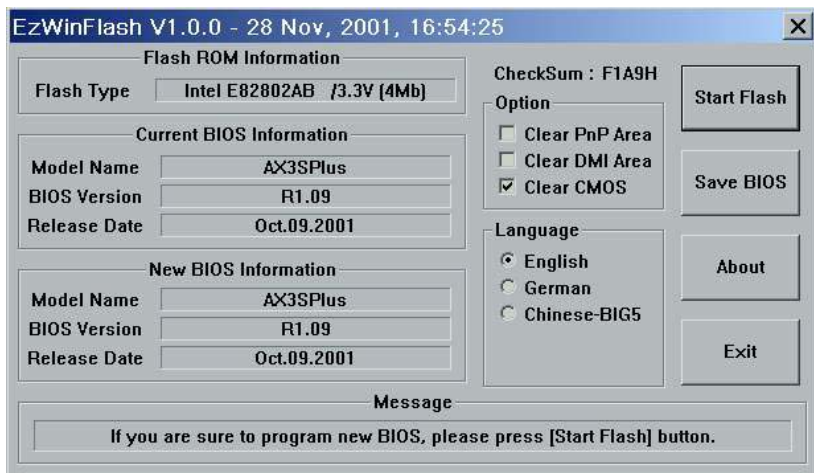 EzWinFlash V1.0.0 - 28 Nov, 2001, 16:54:25
Flash ROM Information
Flash Type
Intel E82802AB /3.3V (4Mb)
Current BIOS Information
Model Name
AX3SPlus
BIOS Version
R1.09
Release Date
Oct.09.2001
New BIOS Information
Model Name
AX3SPlus
BIOS Version
R1.09
Release Date
Oct.09.2001
CheckSum : F1A9H
Option
Clear PnP Area
Clear DMI Area
Clear CMOS
Language
English
German
Chinese-BIG5
Start Flash
Save BIOS
About
Exit
Message
If you are sure to program new BIOS, please press [Start Flash] button.